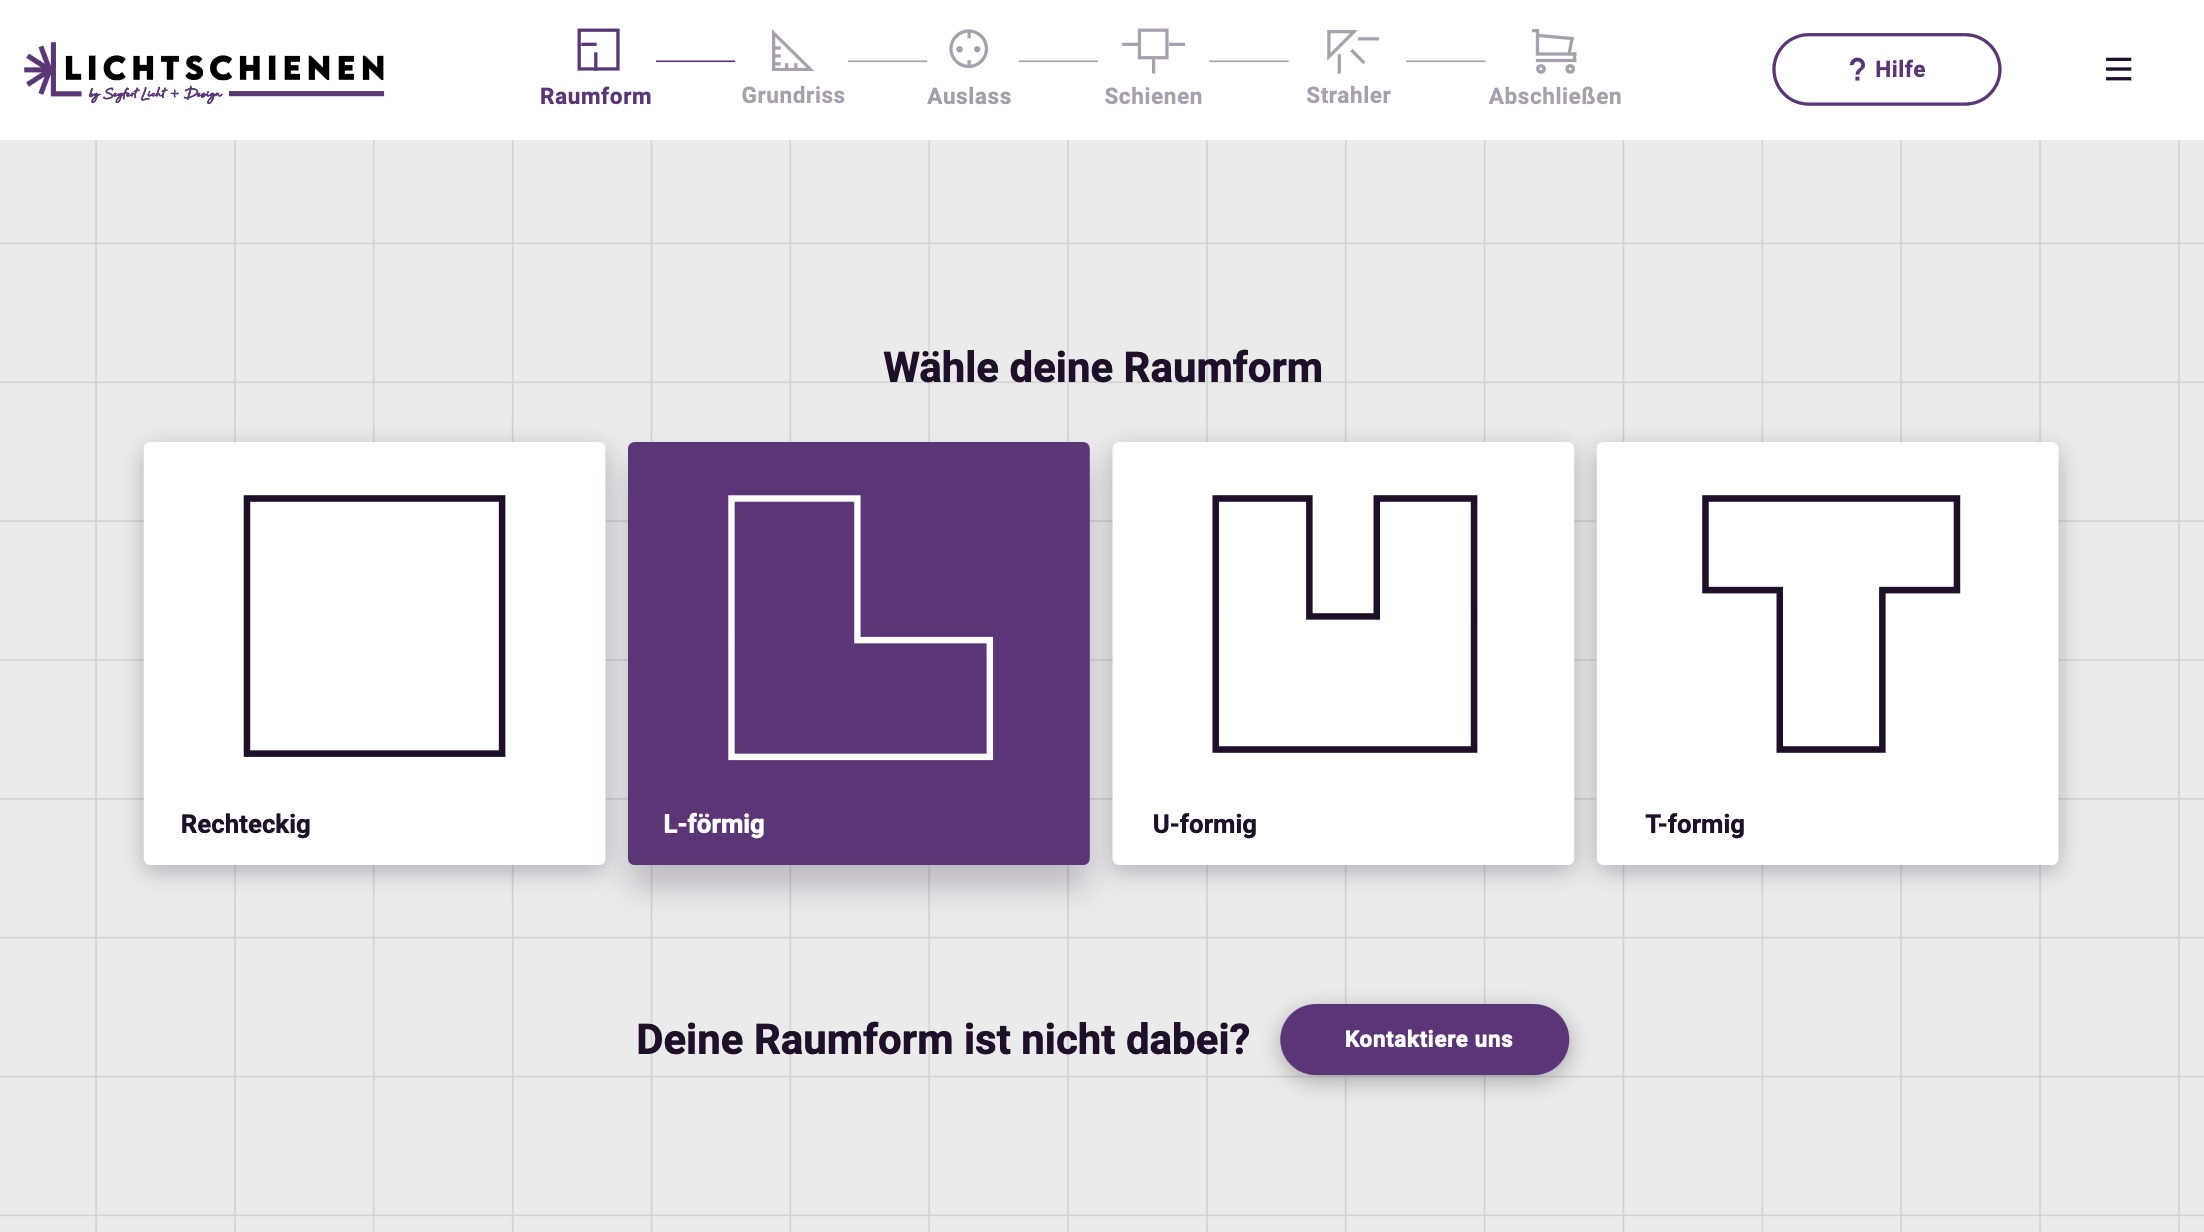 LICHTSCHIENEN
by Seyfert Licht + Design
Raumform
Grundriss
Auslass
Schienen
Strahler
Abschließen
? Hilfe
Wähle deine Raumform
Rechteckig
L-förmig
U-formig
T-formig
Deine Raumform ist nicht dabei?
Kontaktiere uns